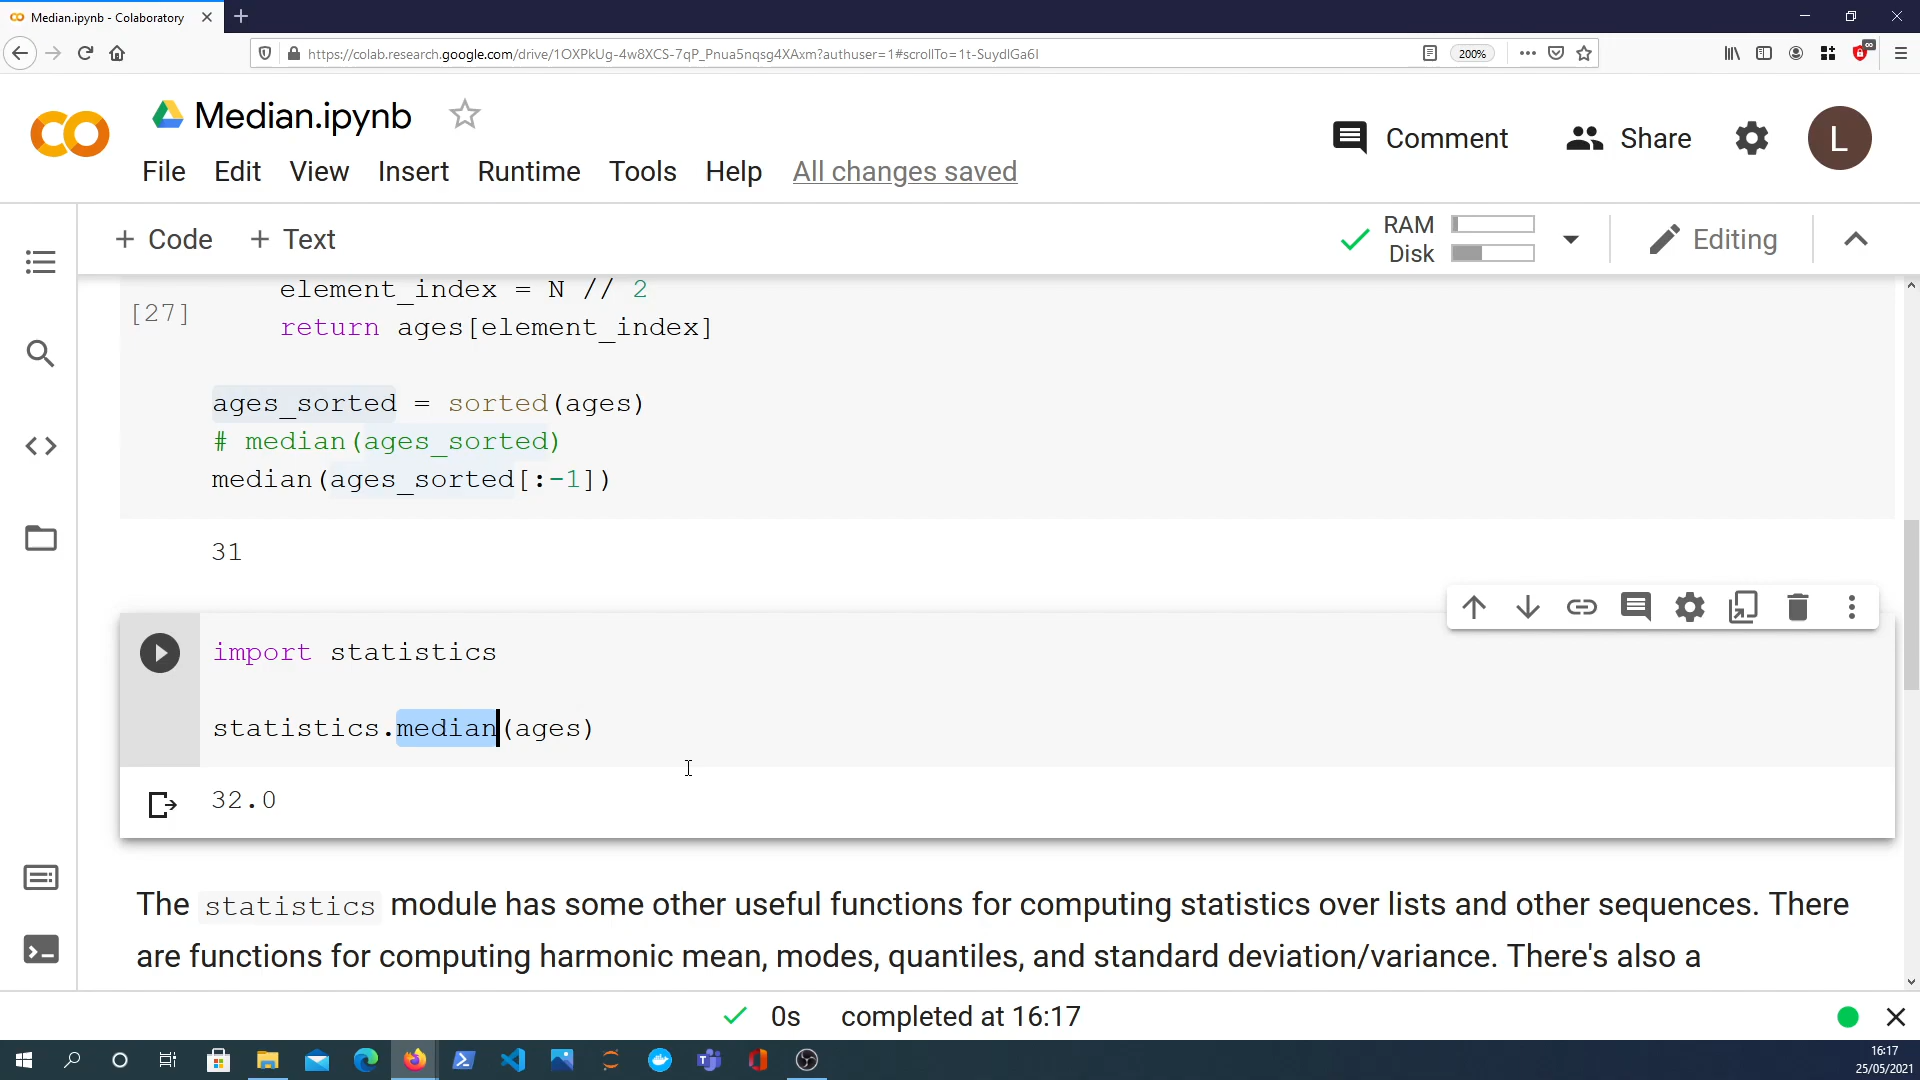 Median.ipynb - Colaboratory
https://colab.research.google.com/drive/1OXPkUg-4w8XCS-7qP_Pnua5nqsg4XAxm?authuser=1#scrollTo=1t-SuydlGa6I
200%
Median.ipynb
File Edit View Insert Runtime Tools Help All changes saved
Comment
Share
L
+ Code + Text
RAM
Disk
Editing
[27]
element_index = N // 2
return ages[element_index]
ages_sorted = sorted(ages)
# median(ages_sorted)
median(ages_sorted[:-1])
31
import statistics
statistics.median(ages)
32.0
The statistics module has some other useful functions for computing statistics over lists and other sequences. There
are functions for computing harmonic mean, modes, quantiles, and standard deviation/variance. There's also a
0s completed at 16:17
16:17
25/05/2021